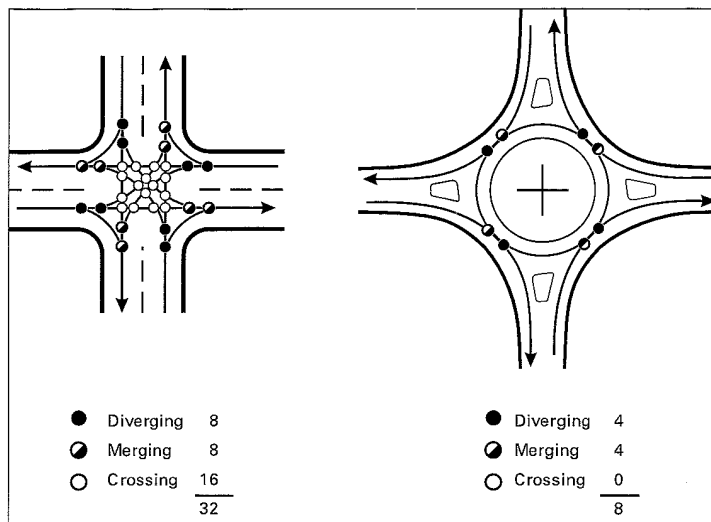 Diverging 8
Merging 8
Crossing 16
32
Diverging 4
Merging 4
Crossing 0
8